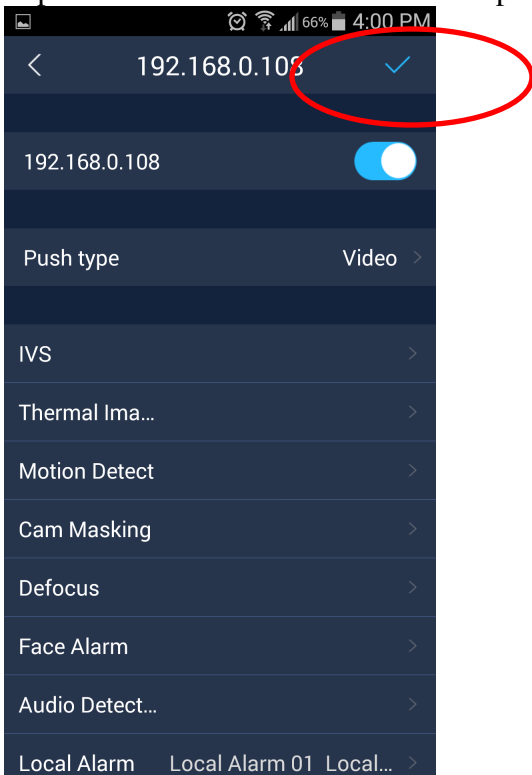 66% 4:00 PM
192.168.0.108
192.168.0.108
Push type Video
IVS
Thermal Ima...
Motion Detect
Cam Masking
Defocus
Face Alarm
Audio Detect...
Local Alarm Local Alarm 01 Local...